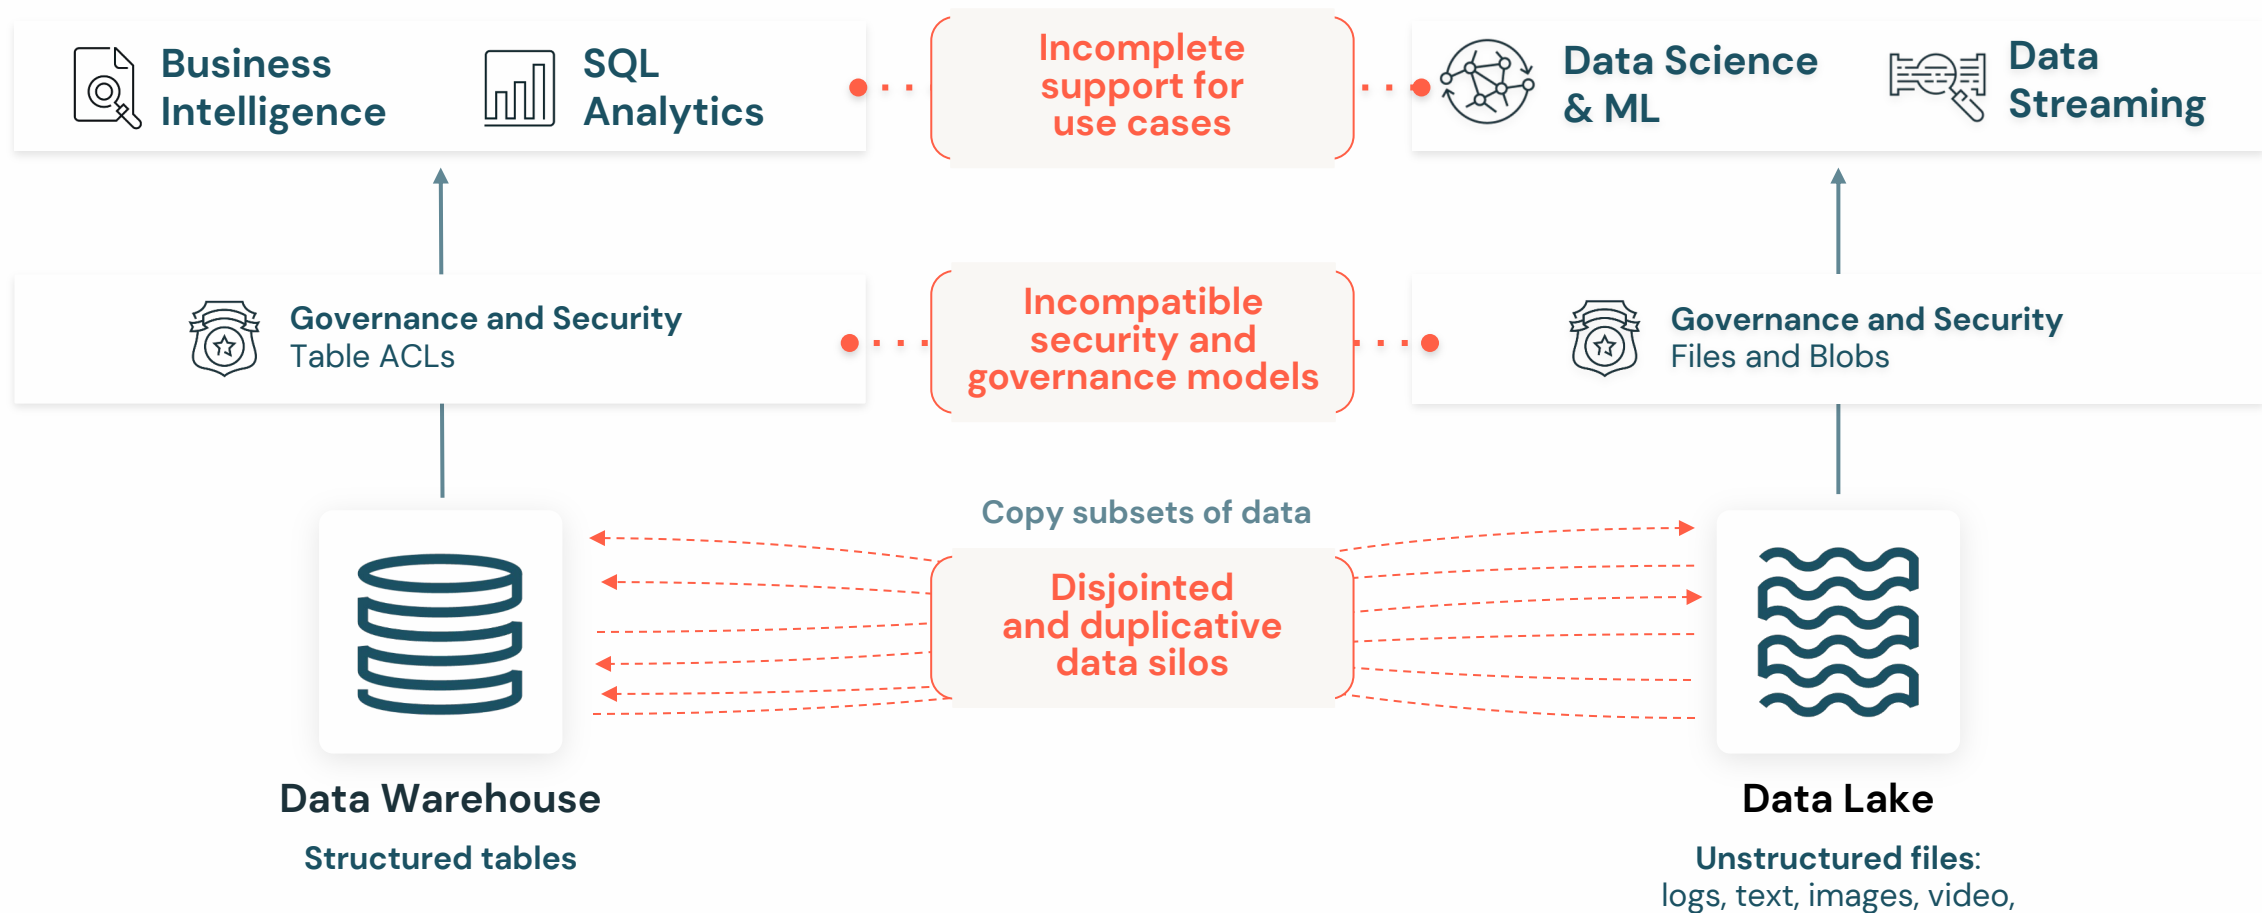 Business
Intelligence
SQL
Analytics
Incomplete
support for
use cases
Data Science
& ML
Data
Streaming
Governance and Security
Table ACLs
Incompatible
security and
governance models
Governance and Security
Files and Blobs
Copy subsets of data
Disjointed
and duplicative
data silos
Data Warehouse
Structured tables
Data Lake
Unstructured files:
logs, text, images, video,